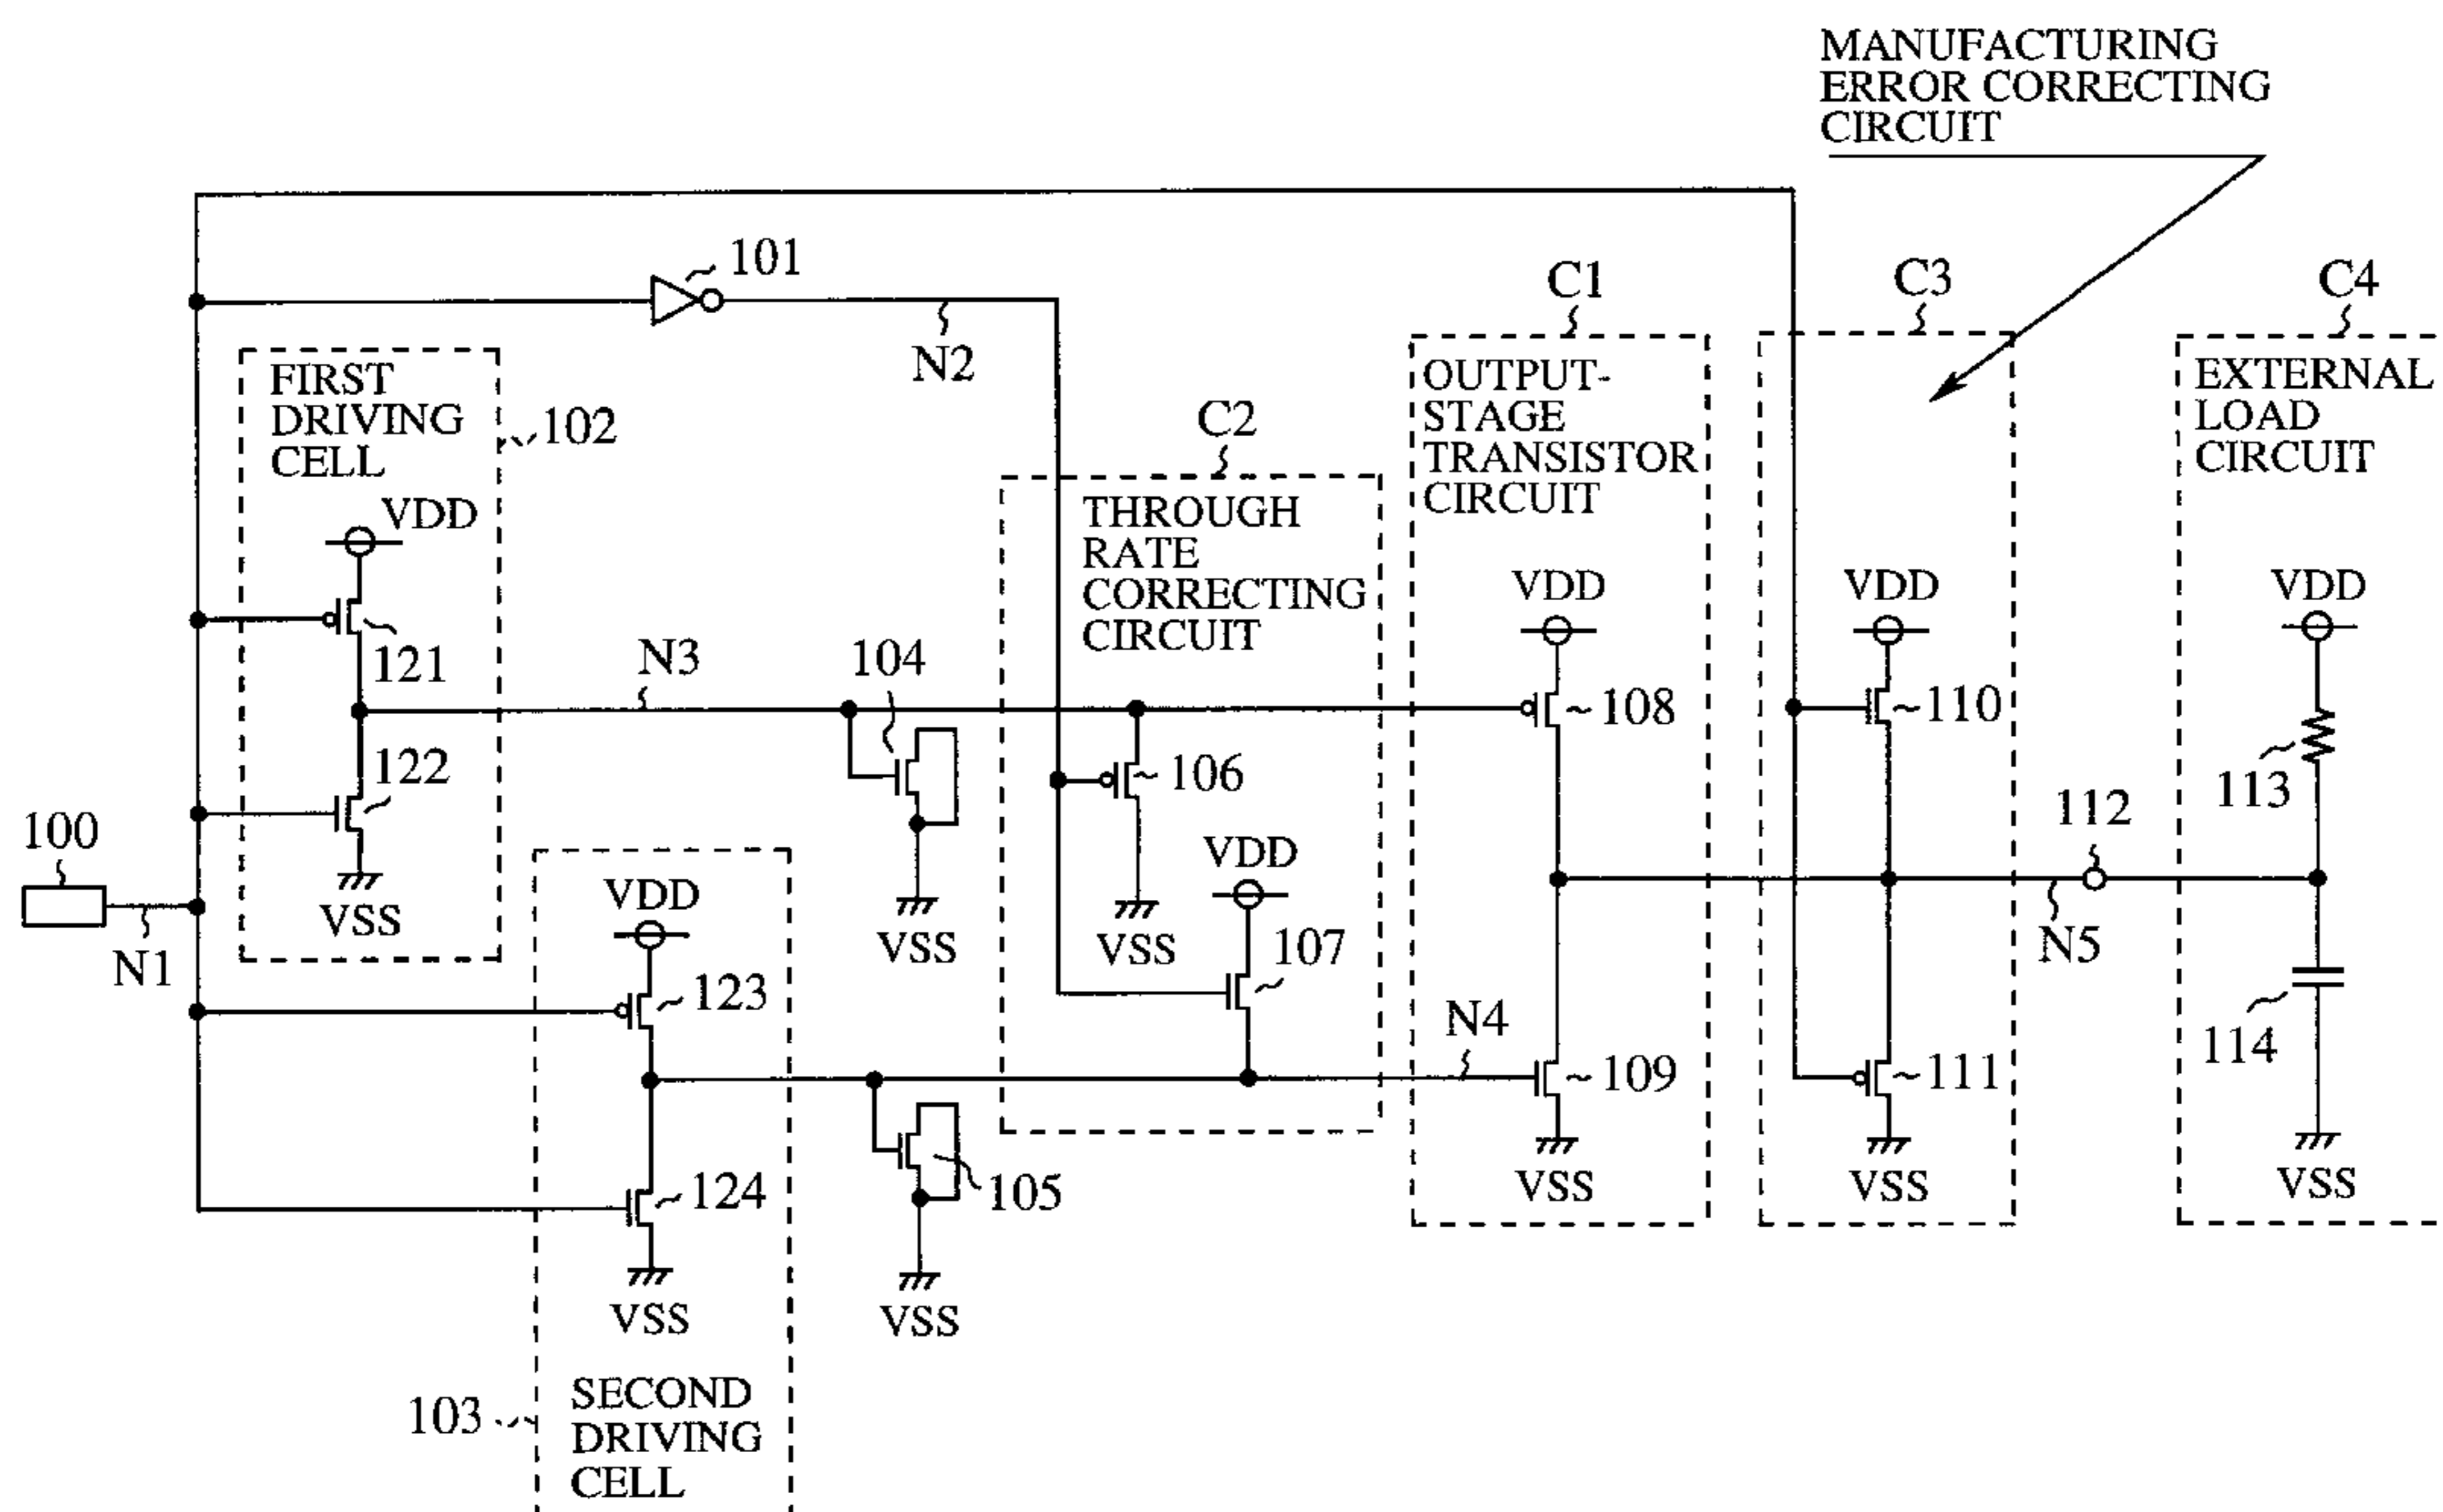 MANUFACTURING
ERROR CORRECTING
CIRCUIT
101
N2
C1
C3
C4
FIRST
DRIVING
CELL
102
C2
OUTPUT-
STAGE
TRANSISTOR
CIRCUIT
EXTERNAL
LOAD
CIRCUIT
THROUGH
RATE
CORRECTING
CIRCUIT
VDD
121
N3
104
VDD
108
VDD
110
VDD
113
122
106
112
100
N1
VSS
VDD
VSS
VSS
VDD
107
N5
123
N4
109
111
114
124
105
VSS
VSS
VSS
VSS
VSS
103
SECOND
DRIVING
CELL